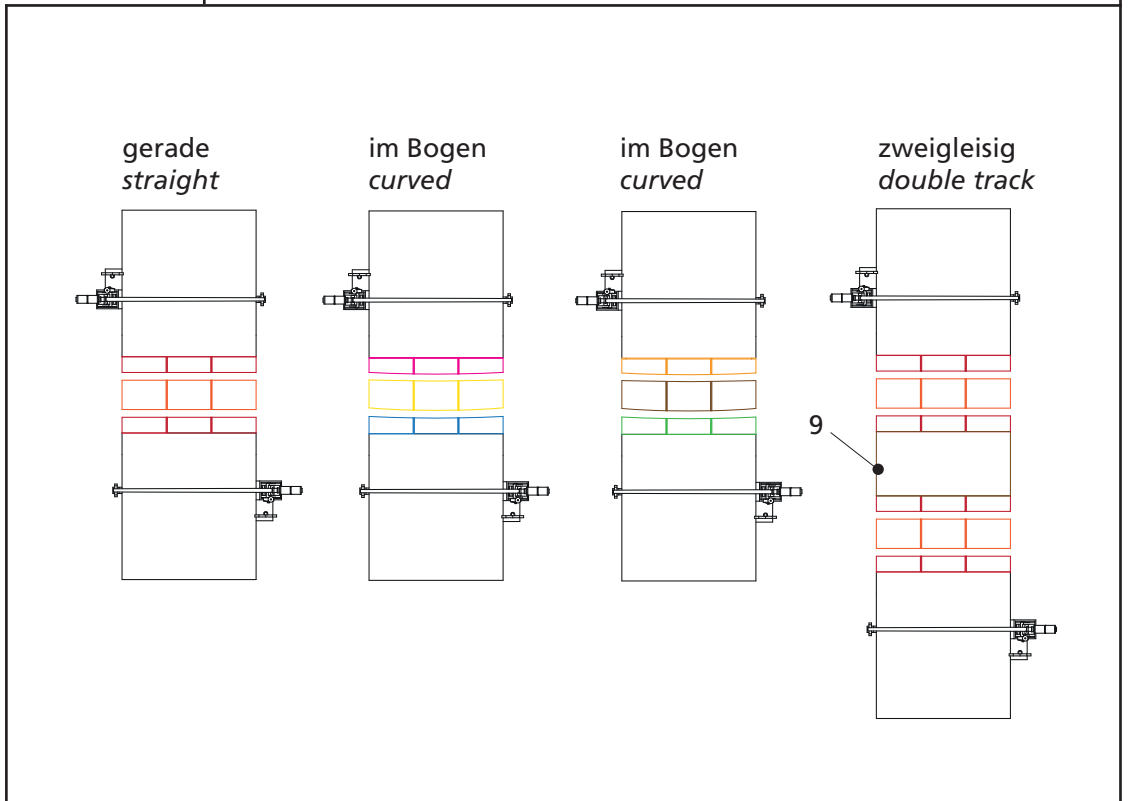 gerade
straight
im Bogen
curved
im Bogen
curved
zweigleisig
double track
9